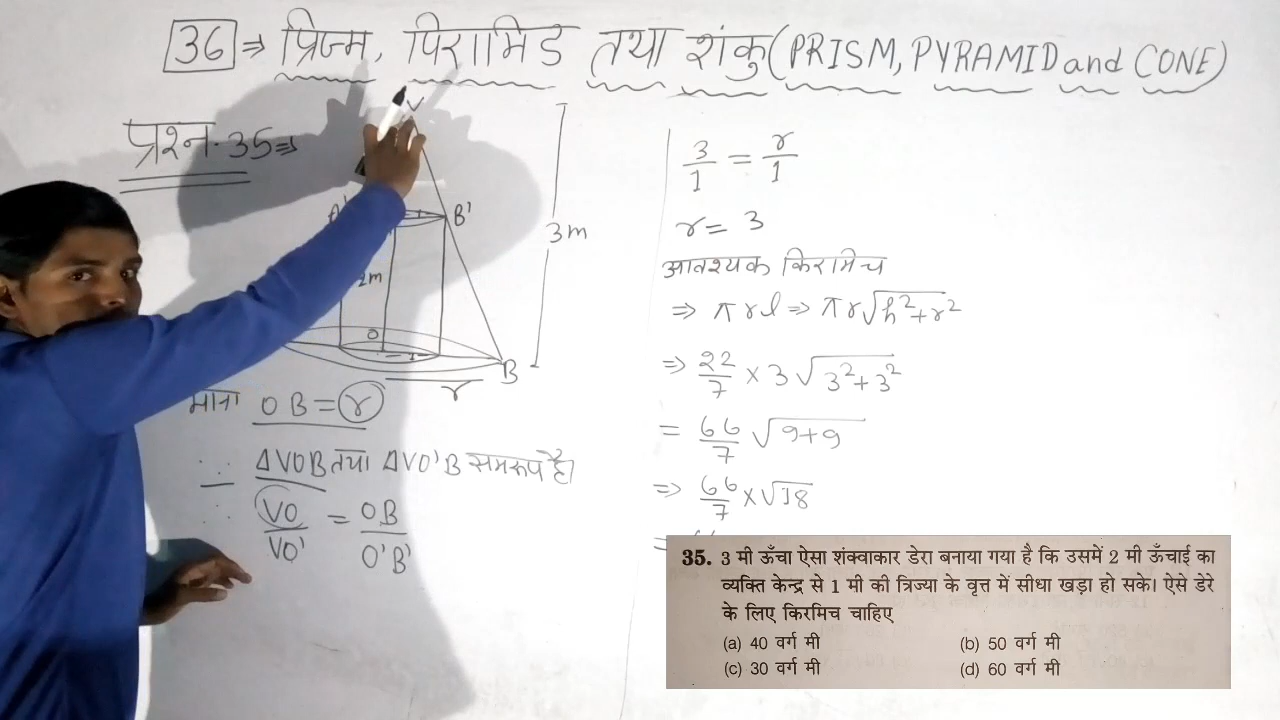 36 ⇒ प्रिज्म, पिरामिड तथा शंकु (PRISM, PYRAMID and CONE)
प्रश्न. 35 ⇒
V
A' B'
3m
2m
O
1
B
r
माना OB = r
∵ ΔVOB तथा ΔVO'B समरूप है।
∴ VO/VO' = OB/O'B'
3/1 = r/1
r = 3
आवश्यक किरामिच
⇒ πrl ⇒ πr√h²+r²
⇒ 22/7 × 3√3²+3²
= 66/7 √9+9
⇒ 66/7 × √18
=
35. 3 मी ऊँचा ऐसा शंक्वाकार डेरा बनाया गया है कि उसमें 2 मी ऊँचाई का
व्यक्ति केन्द्र से 1 मी की त्रिज्या के वृत्त में सीधा खड़ा हो सके। ऐसे डेरे
के लिए किरमिच चाहिए
(a) 40 वर्ग मी (b) 50 वर्ग मी
(c) 30 वर्ग मी (d) 60 वर्ग मी